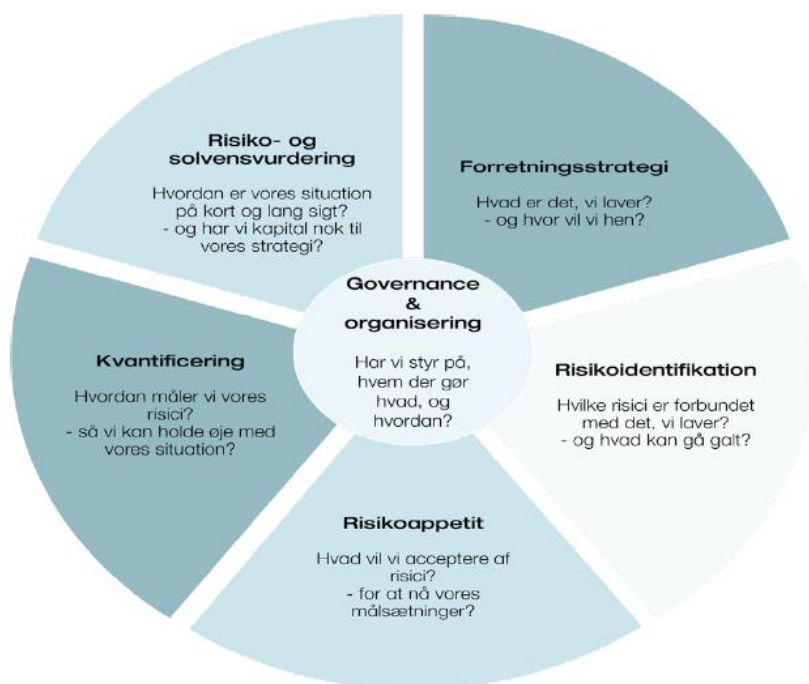 Risiko- og
solvensvurdering
Hvordan er vores situation
på kort og lang sigt?
- og har vi kapital nok til
vores strategi?
Forretningsstrategi
Hvad er det, vi laver?
- og hvor vil vi hen?
Governance
&
organisering
Har vi styr på,
hvem der gør
hvad, og
hvordan?
Kvantificering
Hvordan måler vi vores
risici?
- så vi kan holde øje med
vores situation?
Risikoidentifikation
Hvilke risici er forbundet
med det, vi laver?
- og hvad kan gå galt?
Risikoappetit
Hvad vil vi acceptere af
risici?
- for at nå vores
målsætninger?